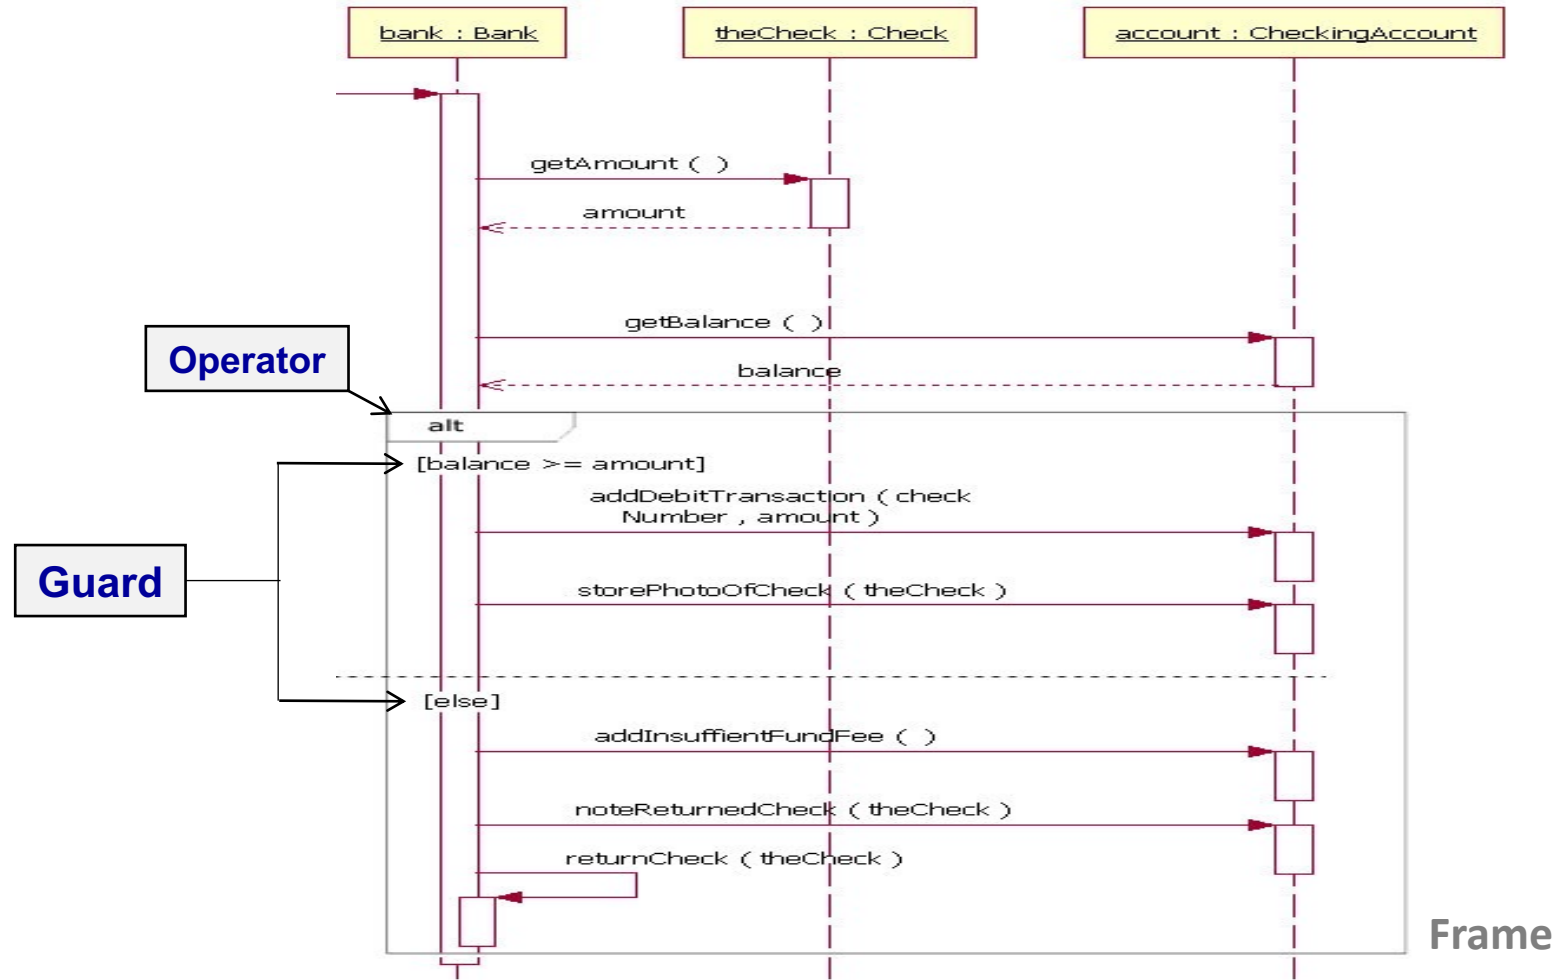 bank : Bank
theCheck : Check
account : CheckingAccount
getAmount ( )
amount
getBalance ( )
balance
Operator
alt
[balance >= amount]
addDebitTransaction ( check
Number , amount )
Guard
storePhotoOfCheck ( theCheck )
[else]
addInsuffientFundFee ( )
noteReturnedCheck ( theCheck )
returnCheck ( theCheck )
Frame